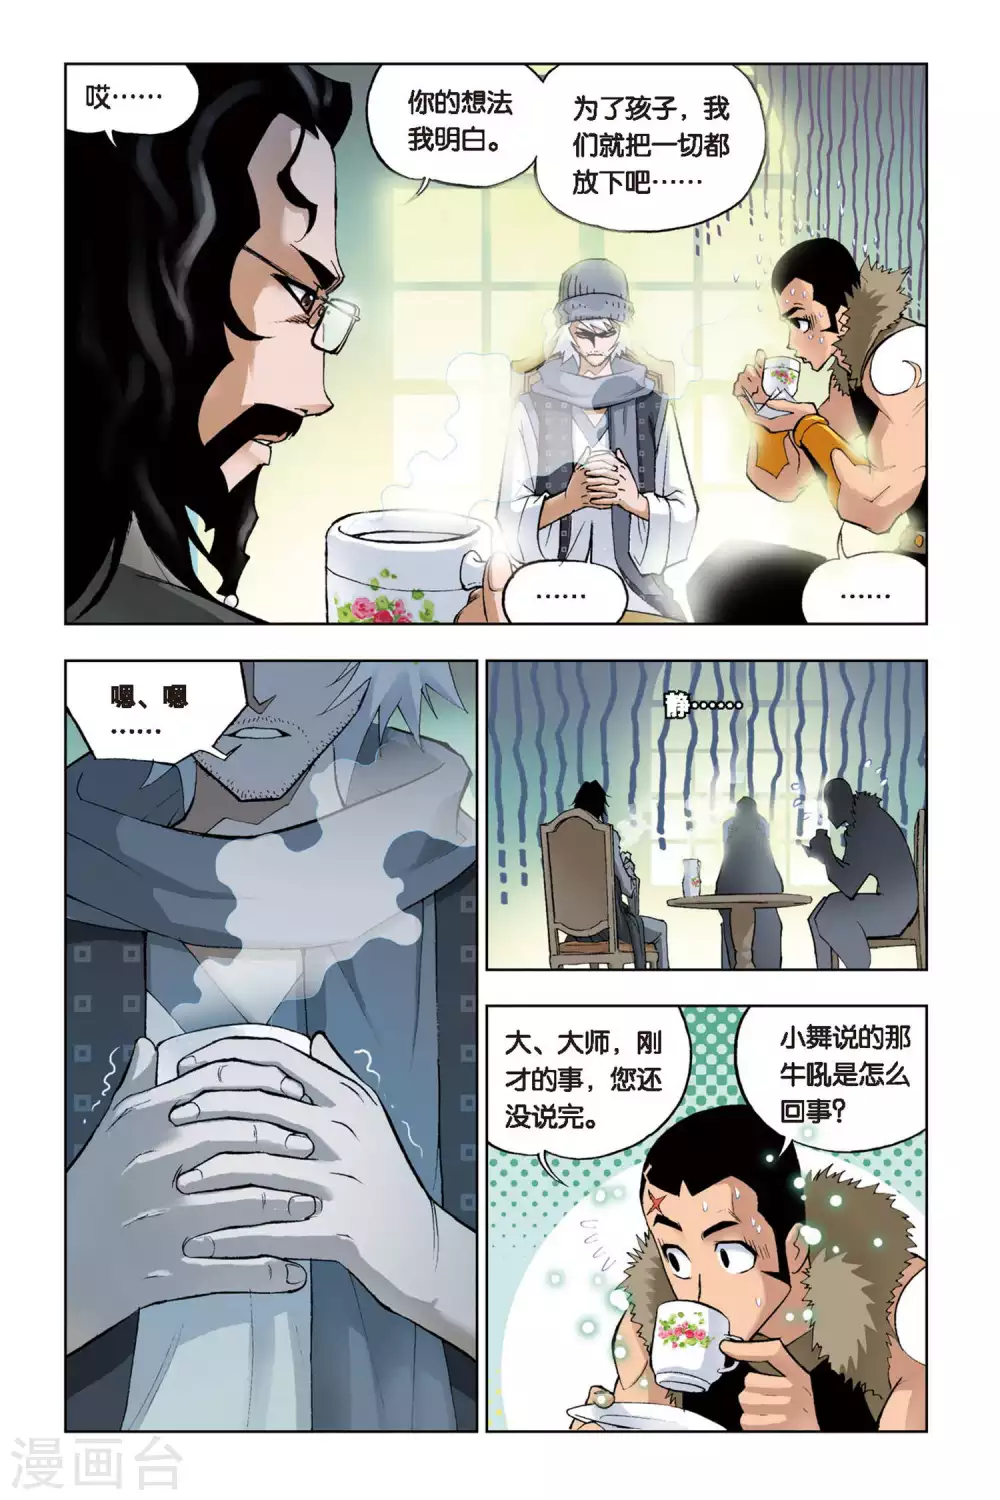 哎……
你的想法
我明白。
为了孩子，我
们就把一切都
放下吧……
……
……
嗯、嗯
……
静……
大、大师，刚
才的事，您还
没说完。
小舞说的那
牛吼是怎么
回事？
漫画台